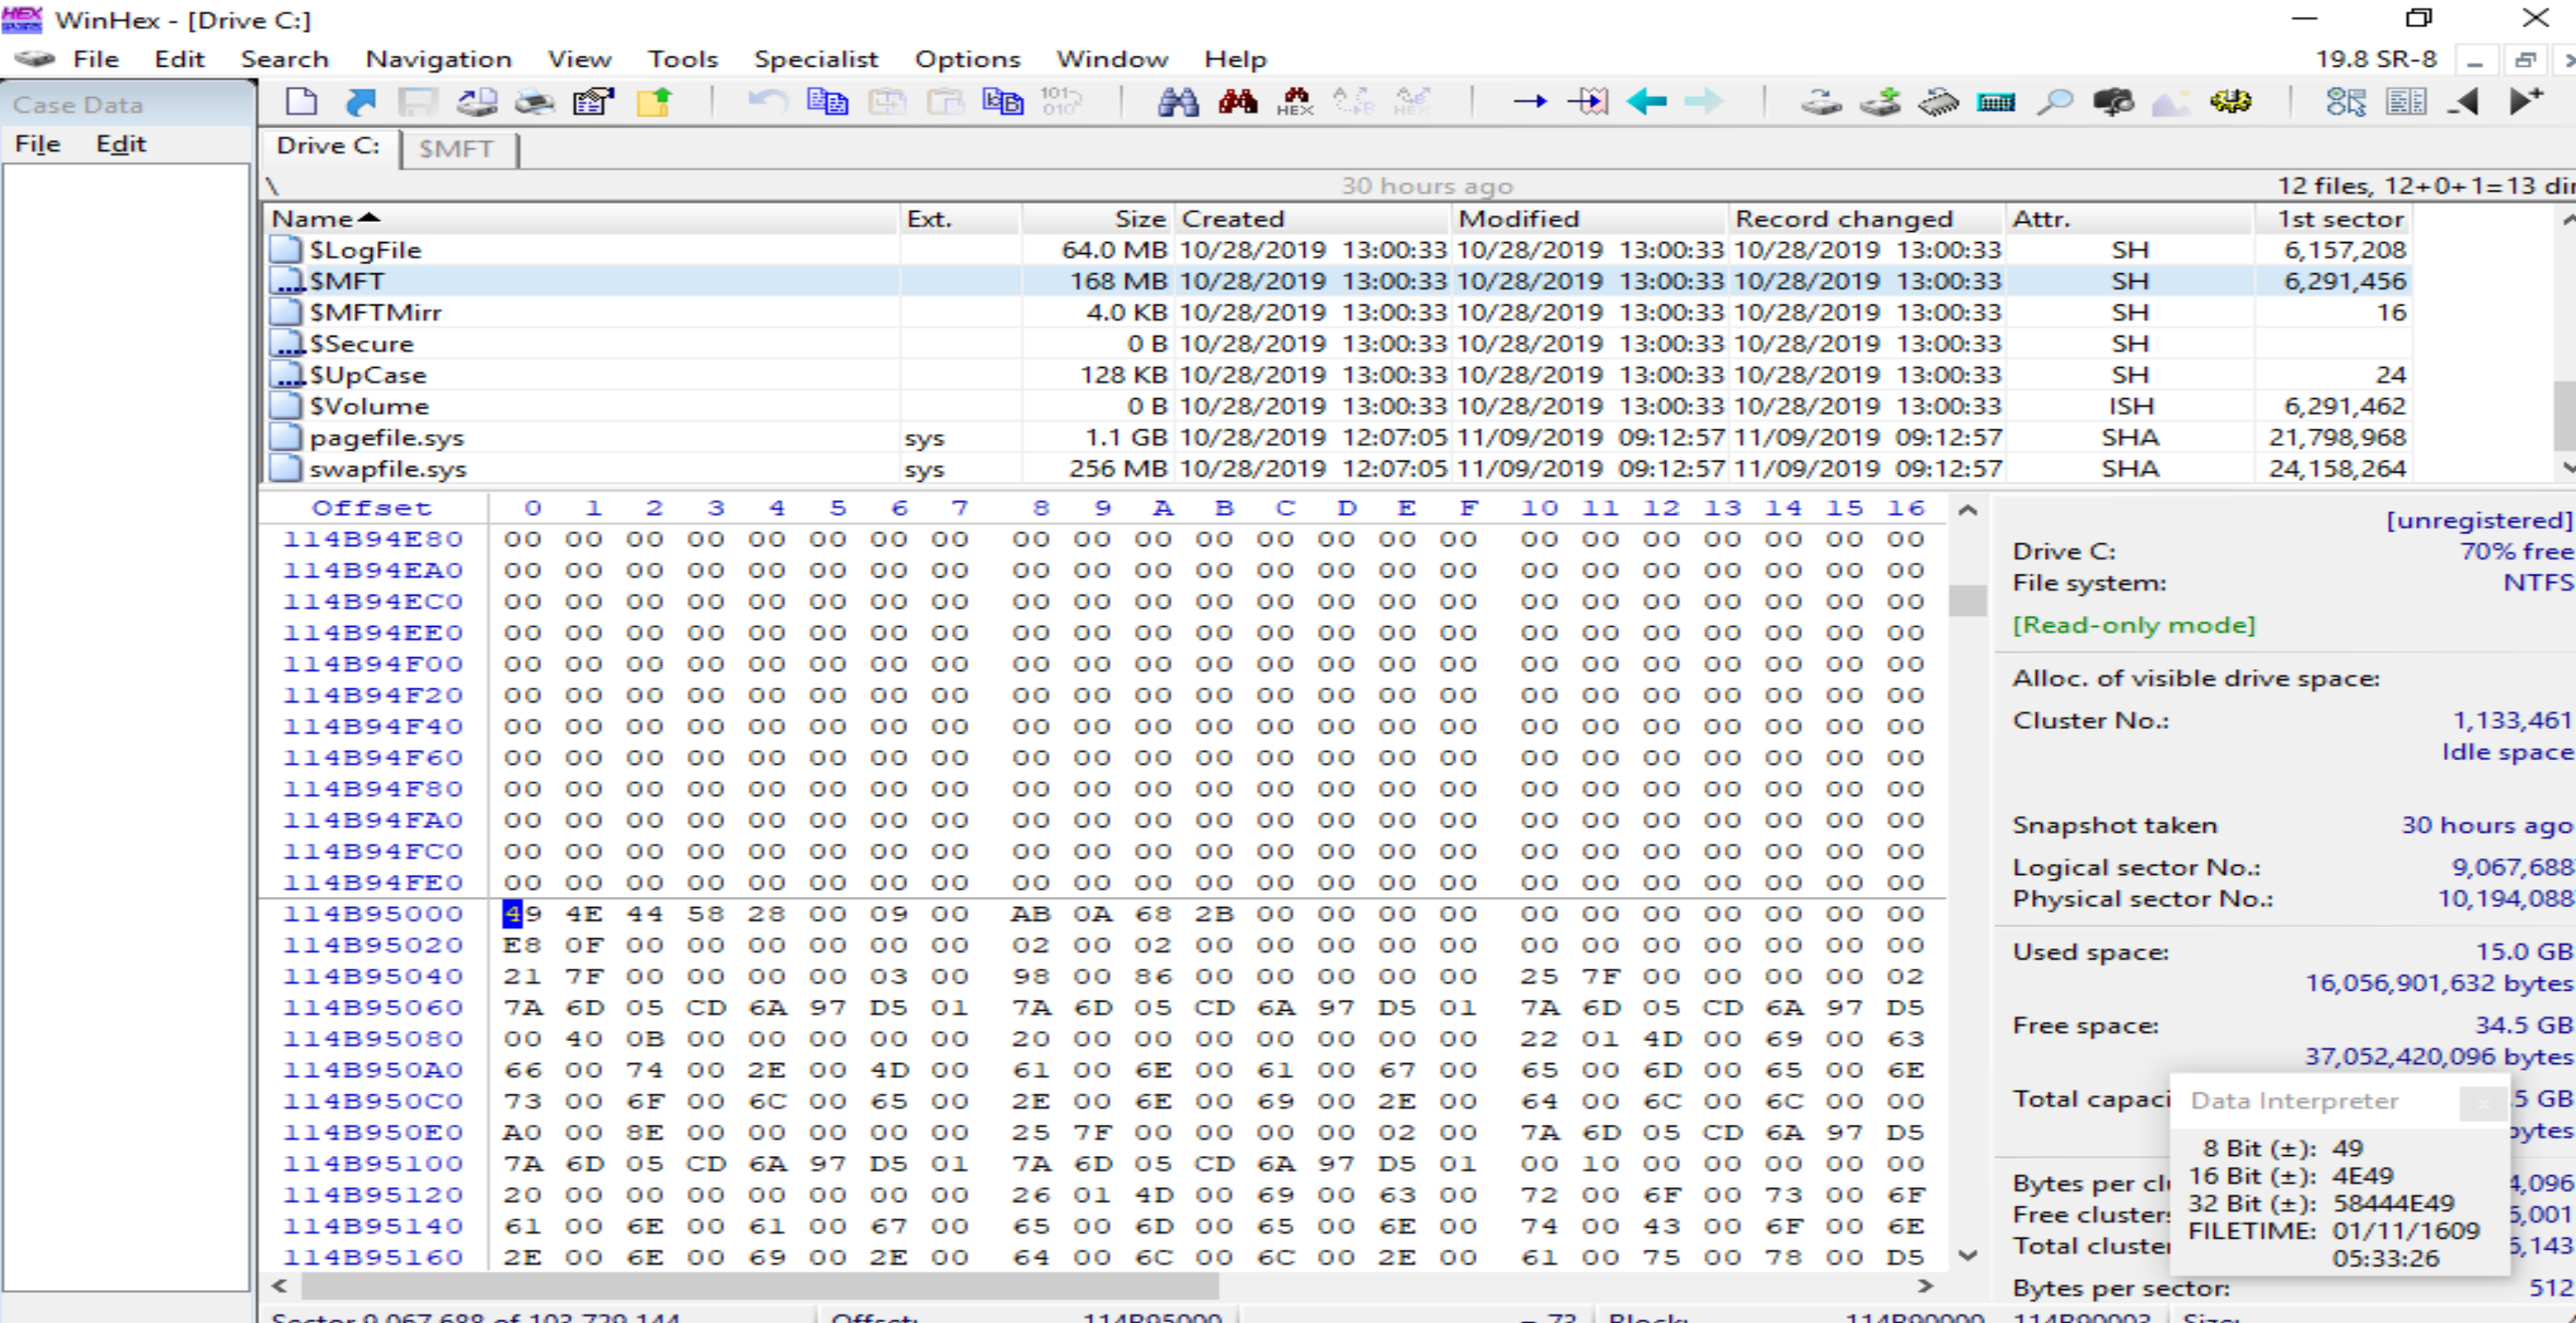 WinHex - [Drive C:]
File Edit Search Navigation View Tools Specialist Options Window Help 19.8 SR-8
Case Data
File Edit
Drive C: $MFT
\ 30 hours ago 12 files, 12+0+1=13 dir
Name Ext. Size Created Modified Record changed Attr. 1st sector
$LogFile 64.0 MB 10/28/2019 13:00:33 10/28/2019 13:00:33 10/28/2019 13:00:33 SH 6,157,208
$MFT 168 MB 10/28/2019 13:00:33 10/28/2019 13:00:33 10/28/2019 13:00:33 SH 6,291,456
$MFTMirr 4.0 KB 10/28/2019 13:00:33 10/28/2019 13:00:33 10/28/2019 13:00:33 SH 16
$Secure 0 B 10/28/2019 13:00:33 10/28/2019 13:00:33 10/28/2019 13:00:33 SH
$UpCase 128 KB 10/28/2019 13:00:33 10/28/2019 13:00:33 10/28/2019 13:00:33 SH 24
$Volume 0 B 10/28/2019 13:00:33 10/28/2019 13:00:33 10/28/2019 13:00:33 ISH 6,291,462
pagefile.sys sys 1.1 GB 10/28/2019 12:07:05 11/09/2019 09:12:57 11/09/2019 09:12:57 SHA 21,798,968
swapfile.sys sys 256 MB 10/28/2019 12:07:05 11/09/2019 09:12:57 11/09/2019 09:12:57 SHA 24,158,264
Offset 0 1 2 3 4 5 6 7 8 9 A B C D E F 10 11 12 13 14 15 16
114B94E80 00 00 00 00 00 00 00 00 00 00 00 00 00 00 00 00 00 00 00 00 00 00 00
114B94EA0 00 00 00 00 00 00 00 00 00 00 00 00 00 00 00 00 00 00 00 00 00 00 00
114B94EC0 00 00 00 00 00 00 00 00 00 00 00 00 00 00 00 00 00 00 00 00 00 00 00
114B94EE0 00 00 00 00 00 00 00 00 00 00 00 00 00 00 00 00 00 00 00 00 00 00 00
114B94F00 00 00 00 00 00 00 00 00 00 00 00 00 00 00 00 00 00 00 00 00 00 00 00
114B94F20 00 00 00 00 00 00 00 00 00 00 00 00 00 00 00 00 00 00 00 00 00 00 00
114B94F40 00 00 00 00 00 00 00 00 00 00 00 00 00 00 00 00 00 00 00 00 00 00 00
114B94F60 00 00 00 00 00 00 00 00 00 00 00 00 00 00 00 00 00 00 00 00 00 00 00
114B94F80 00 00 00 00 00 00 00 00 00 00 00 00 00 00 00 00 00 00 00 00 00 00 00
114B94FA0 00 00 00 00 00 00 00 00 00 00 00 00 00 00 00 00 00 00 00 00 00 00 00
114B94FC0 00 00 00 00 00 00 00 00 00 00 00 00 00 00 00 00 00 00 00 00 00 00 00
114B94FE0 00 00 00 00 00 00 00 00 00 00 00 00 00 00 00 00 00 00 00 00 00 00 00
114B95000 49 4E 44 58 28 00 09 00 AB 0A 68 2B 00 00 00 00 00 00 00 00 00 00 00
114B95020 E8 0F 00 00 00 00 00 00 02 00 02 00 00 00 00 00 00 00 00 00 00 00 00
114B95040 21 7F 00 00 00 00 03 00 98 00 86 00 00 00 00 00 25 7F 00 00 00 00 02
114B95060 7A 6D 05 CD 6A 97 D5 01 7A 6D 05 CD 6A 97 D5 01 7A 6D 05 CD 6A 97 D5
114B95080 00 40 0B 00 00 00 00 00 20 00 00 00 00 00 00 00 22 01 4D 00 69 00 63
114B950A0 66 00 74 00 2E 00 4D 00 61 00 6E 00 61 00 67 00 65 00 6D 00 65 00 6E
114B950C0 73 00 6F 00 6C 00 65 00 2E 00 6E 00 69 00 2E 00 64 00 6C 00 6C 00 00
114B950E0 A0 00 8E 00 00 00 00 00 25 7F 00 00 00 00 02 00 7A 6D 05 CD 6A 97 D5
114B95100 7A 6D 05 CD 6A 97 D5 01 7A 6D 05 CD 6A 97 D5 01 00 10 00 00 00 00 00
114B95120 20 00 00 00 00 00 00 00 26 01 4D 00 69 00 63 00 72 00 6F 00 73 00 6F
114B95140 61 00 6E 00 61 00 67 00 65 00 6D 00 65 00 6E 00 74 00 43 00 6F 00 6E
114B95160 2E 00 6E 00 69 00 2E 00 64 00 6C 00 6C 00 2E 00 61 00 75 00 78 00 D5
[unregistered]
Drive C: 70% free
File system: NTFS
[Read-only mode]
Alloc. of visible drive space:
Cluster No.: 1,133,461
Idle space
Snapshot taken 30 hours ago
Logical sector No.: 9,067,688
Physical sector No.: 10,194,088
Used space: 15.0 GB
16,056,901,632 bytes
Free space: 34.5 GB
37,052,420,096 bytes
Total capaci .5 GB
bytes
Bytes per cl 4,096
Free cluster ,001
Total cluste ,143
Bytes per sector: 512
Data Interpreter
8 Bit (±): 49
16 Bit (±): 4E49
32 Bit (±): 58444E49
FILETIME: 01/11/1609
05:33:26
Sector 9,067,688 of 103,729,144 Offset: 114B95000 = 73 Block: 114B90000 - 114B90003 Size: